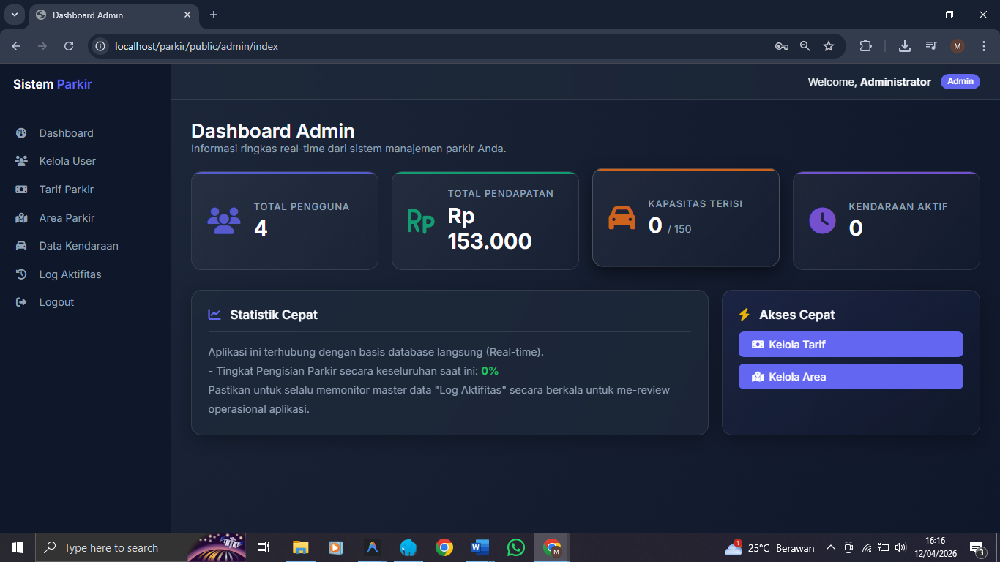 Dashboard Admin
localhost/parkir/public/admin/index
M
Sistem Parkir
Welcome, Administrator Admin
Dashboard
Kelola User
Tarif Parkir
Area Parkir
Data Kendaraan
Log Aktifitas
Logout
Dashboard Admin
Informasi ringkas real-time dari sistem manajemen parkir Anda.
TOTAL PENGGUNA
4
Rp
TOTAL PENDAPATAN
Rp
153.000
KAPASITAS TERISI
0 / 150
KENDARAAN AKTIF
0
Statistik Cepat
Aplikasi ini terhubung dengan basis database langsung (Real-time).
- Tingkat Pengisian Parkir secara keseluruhan saat ini: 0%
Pastikan untuk selalu memonitor master data "Log Aktifitas" secara berkala untuk me-review
operasional aplikasi.
Akses Cepat
Kelola Tarif
Kelola Area
Type here to search
W
M
1
25°C Berawan
16:16
12/04/2026
3